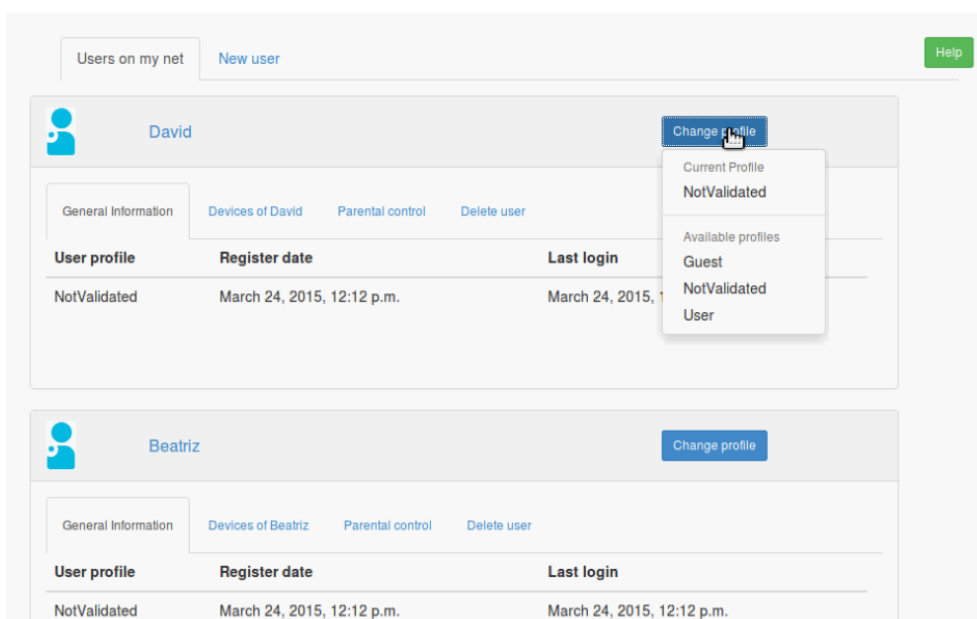 Users on my net New user Help
David Change profile
Current Profile
NotValidated
General Information Devices of David Parental control Delete user
Available profiles
User profile Register date Last login
Guest
NotValidated March 24, 2015, 12:12 p.m. March 24, 2015,
NotValidated
User
Beatriz Change profile
General Information Devices of Beatriz Parental control Delete user
User profile Register date Last login
NotValidated March 24, 2015, 12:12 p.m. March 24, 2015, 12:12 p.m.